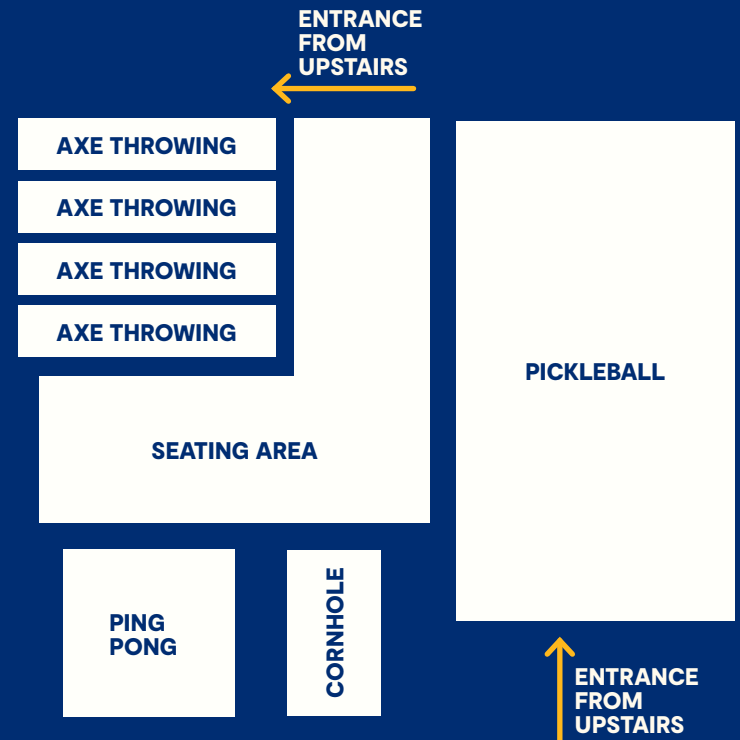 ENTRANCE
FROM
UPSTAIRS
AXE THROWING
AXE THROWING
AXE THROWING
AXE THROWING
PICKLEBALL
SEATING AREA
PING
PONG
CORNHOLE
ENTRANCE
FROM
UPSTAIRS